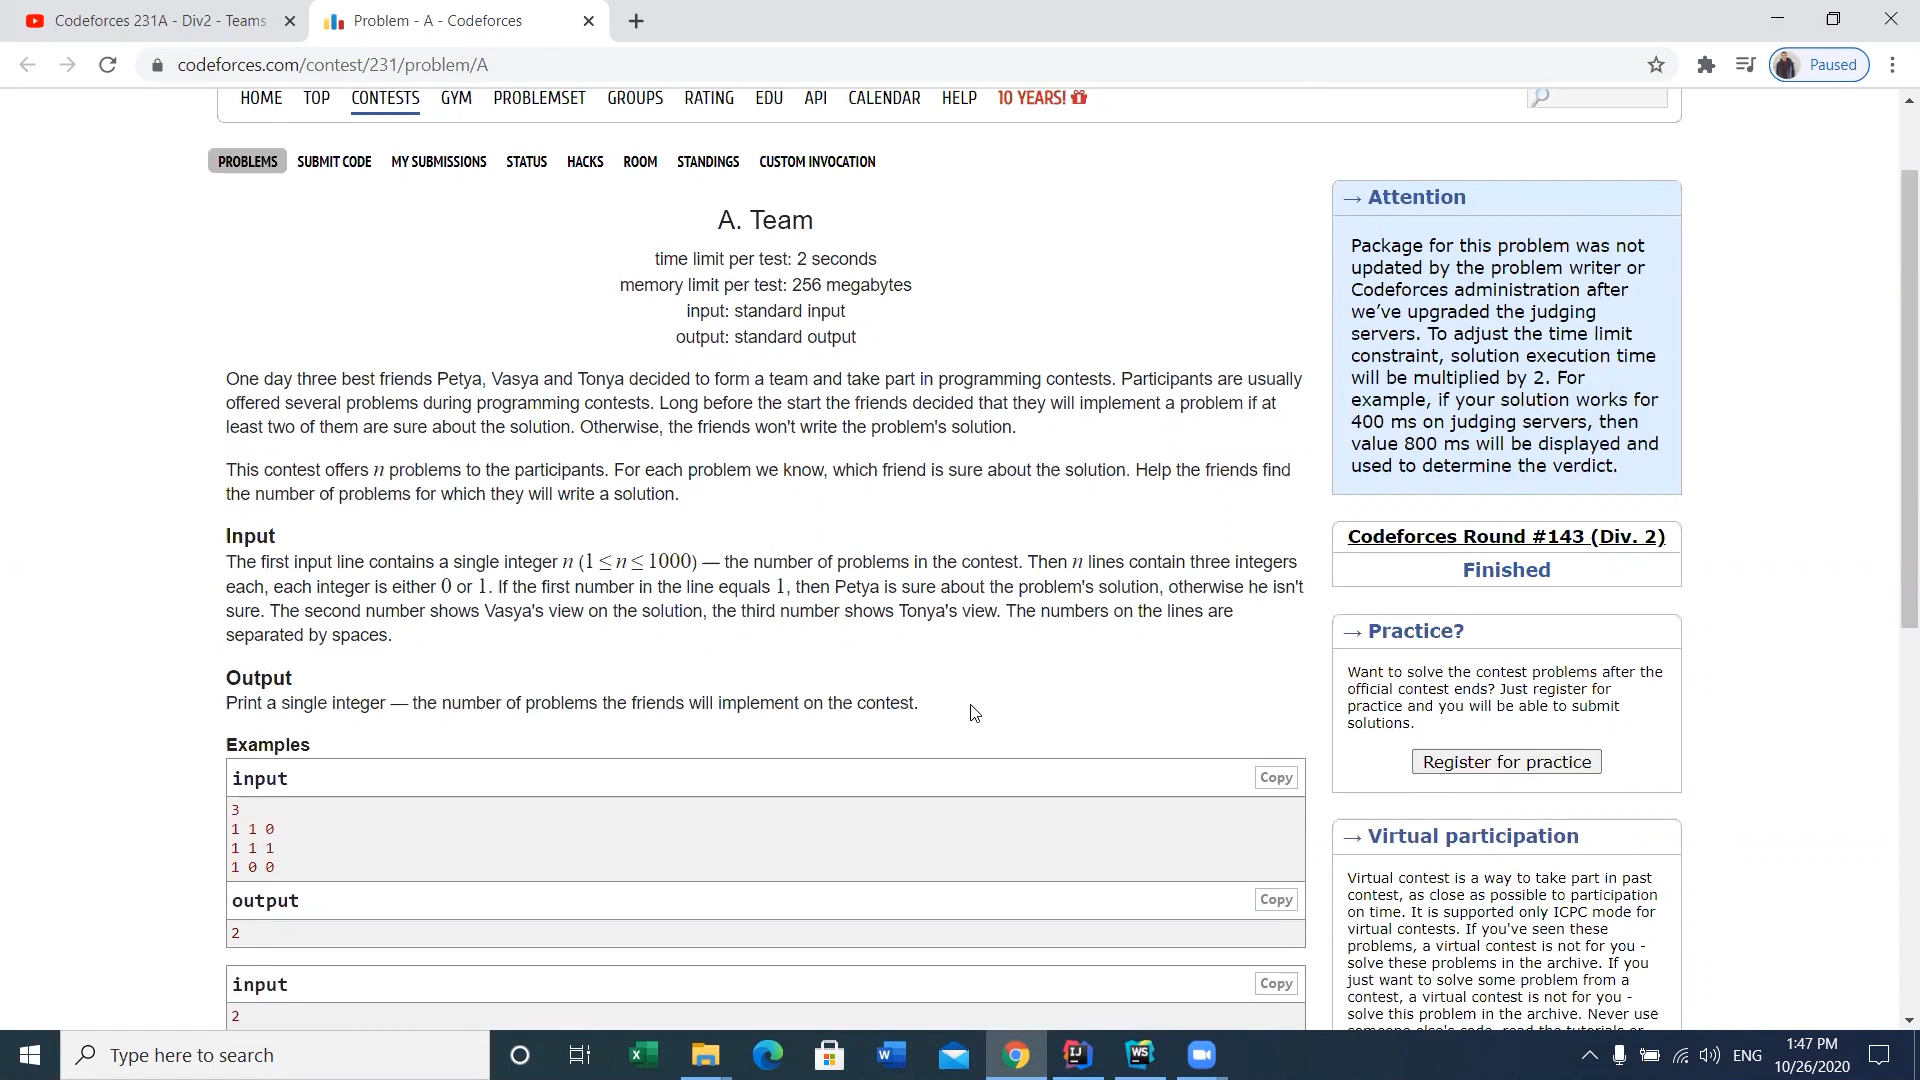 Codeforces 231A - Div2 - Teams
Problem - A - Codeforces
codeforces.com/contest/231/problem/A
Paused
HOME TOP CONTESTS GYM PROBLEMSET GROUPS RATING EDU API CALENDAR HELP 10 YEARS!
PROBLEMS SUBMIT CODE MY SUBMISSIONS STATUS HACKS ROOM STANDINGS CUSTOM INVOCATION
A. Team
time limit per test: 2 seconds
memory limit per test: 256 megabytes
input: standard input
output: standard output
One day three best friends Petya, Vasya and Tonya decided to form a team and take part in programming contests. Participants are usually
offered several problems during programming contests. Long before the start the friends decided that they will implement a problem if at
least two of them are sure about the solution. Otherwise, the friends won't write the problem's solution.
This contest offers n problems to the participants. For each problem we know, which friend is sure about the solution. Help the friends find
the number of problems for which they will write a solution.
Input
The first input line contains a single integer n (1 ≤ n ≤ 1000) — the number of problems in the contest. Then n lines contain three integers
each, each integer is either 0 or 1. If the first number in the line equals 1, then Petya is sure about the problem's solution, otherwise he isn't
sure. The second number shows Vasya's view on the solution, the third number shows Tonya's view. The numbers on the lines are
separated by spaces.
Output
Print a single integer — the number of problems the friends will implement on the contest.
Examples
input
Copy
3
1 1 0
1 1 1
1 0 0
output
Copy
2
input
Copy
2
→ Attention
Package for this problem was not
updated by the problem writer or
Codeforces administration after
we’ve upgraded the judging
servers. To adjust the time limit
constraint, solution execution time
will be multiplied by 2. For
example, if your solution works for
400 ms on judging servers, then
value 800 ms will be displayed and
used to determine the verdict.
Codeforces Round #143 (Div. 2)
Finished
→ Practice?
Want to solve the contest problems after the
official contest ends? Just register for
practice and you will be able to submit
solutions.
Register for practice
→ Virtual participation
Virtual contest is a way to take part in past
contest, as close as possible to participation
on time. It is supported only ICPC mode for
virtual contests. If you've seen these
problems, a virtual contest is not for you -
solve these problems in the archive. If you
just want to solve some problem from a
contest, a virtual contest is not for you -
solve this problem in the archive. Never use
Type here to search
IJ
WS
ENG
1:47 PM
10/26/2020